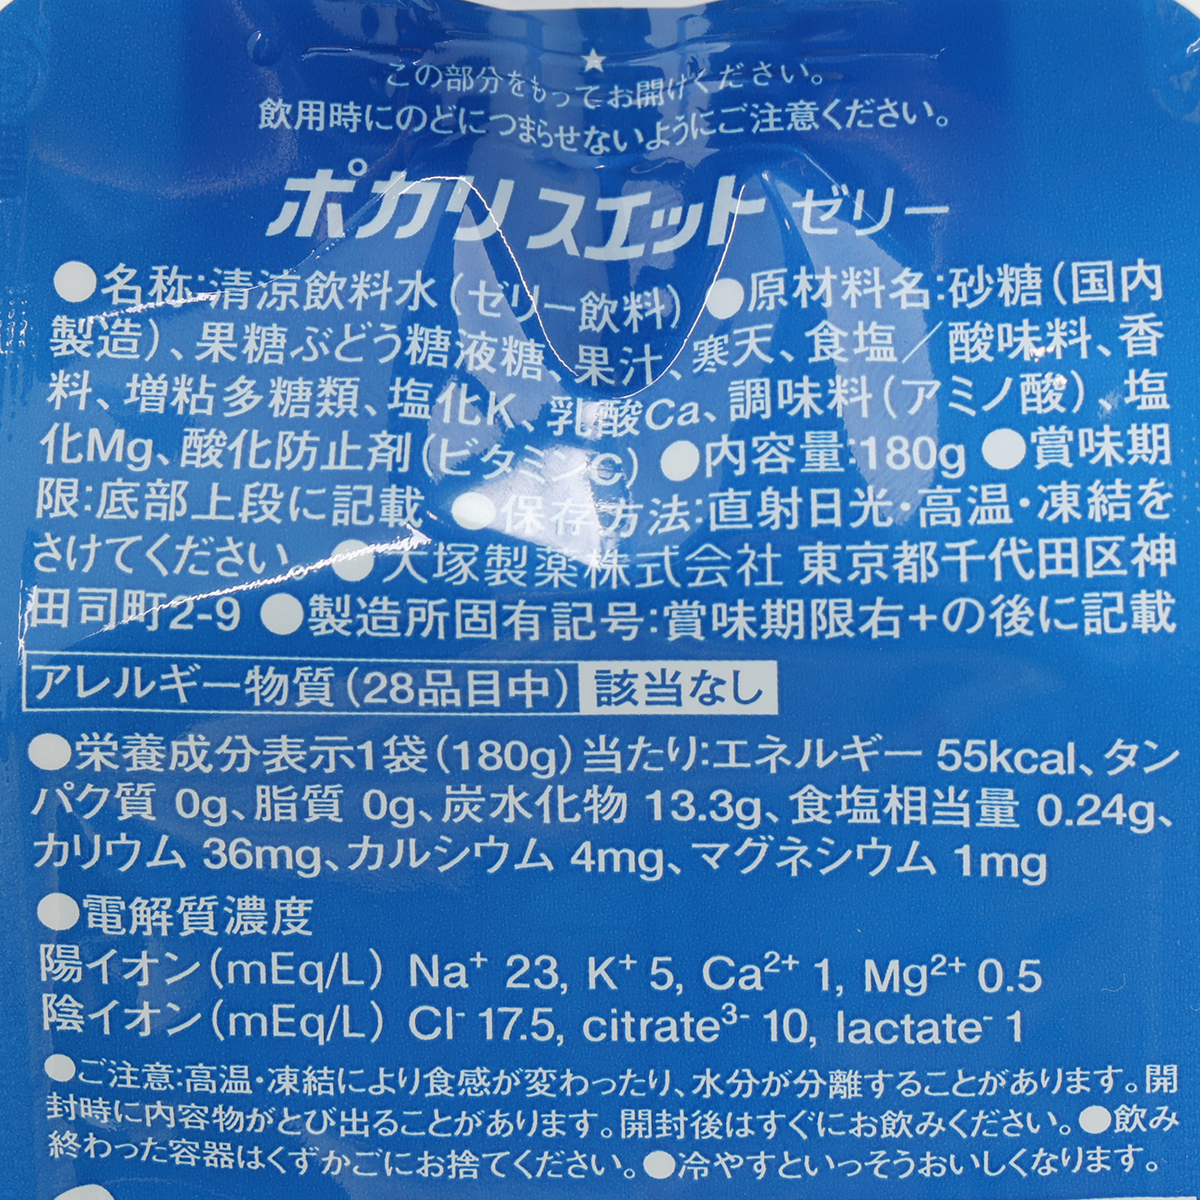 ★
この部分をもってお開けください。
飲用時にのどにつまらせないようにご注意ください。
ポカリスエット ゼリー
●名称:清涼飲料水(ゼリー飲料) ●原材料名:砂糖(国内
製造)、果糖ぶどう糖液糖、果汁、寒天、食塩/酸味料、香
料、増粘多糖類、塩化K、乳酸Ca、調味料(アミノ酸)、塩
化Mg、酸化防止剤(ビタミンC) ●内容量:180g ●賞味期
限:底部上段に記載 ●保存方法:直射日光・高温・凍結を
さけてください。 ●大塚製薬株式会社 東京都千代田区神
田司町2-9 ●製造所固有記号:賞味期限右+の後に記載
アレルギー物質(28品目中) 該当なし
●栄養成分表示1袋(180g)当たり:エネルギー 55kcal、タン
パク質 0g、脂質 0g、炭水化物 13.3g、食塩相当量 0.24g、
カリウム 36mg、カルシウム 4mg、マグネシウム 1mg
●電解質濃度
陽イオン(mEq/L) Na⁺ 23, K⁺ 5, Ca²⁺ 1, Mg²⁺ 0.5
陰イオン(mEq/L) Cl⁻ 17.5, citrate³⁻ 10, lactate⁻ 1
●ご注意:高温・凍結により食感が変わったり、水分が分離することがあります。開
封時に内容物がとび出ることがあります。開封後はすぐにお飲みください。●飲み
終わった容器はくずかごにお捨てください。●冷やすといっそうおいしくなります。